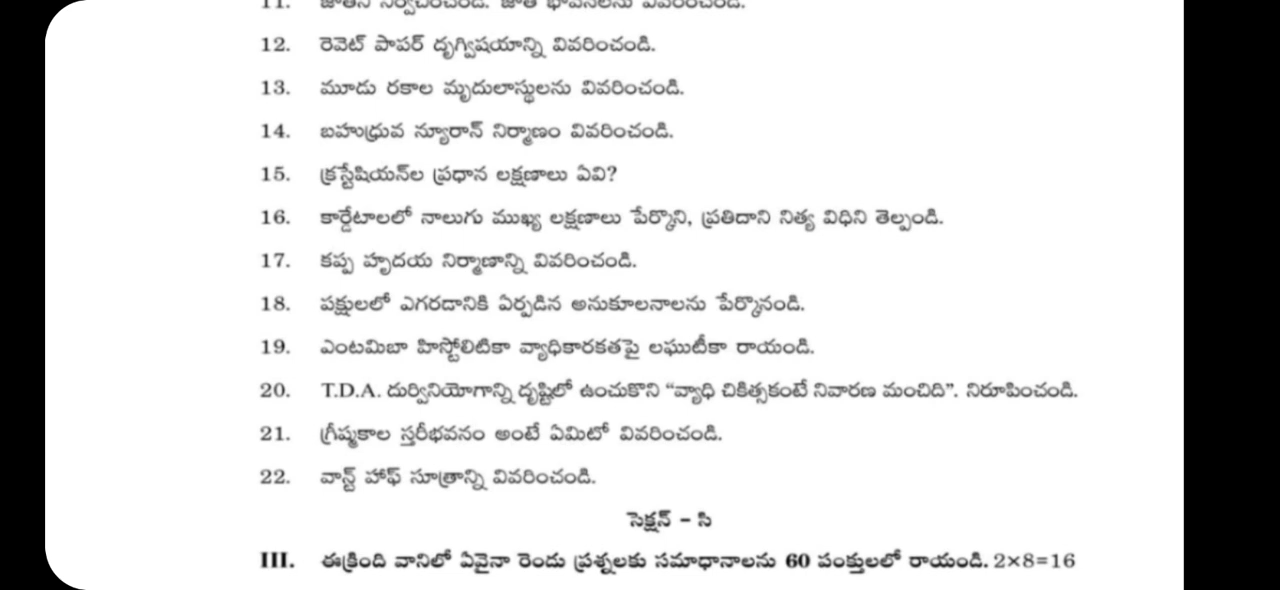 12. రెవెట్ పాపర్ దృగ్విషయాన్ని వివరించండి.
13. మూడు రకాల మృదులాస్థులను వివరించండి.
14. బహుధ్రువ న్యూరాన్ నిర్మాణం వివరించండి.
15. క్రస్టేషియన్‌ల ప్రధాన లక్షణాలు ఏవి?
16. కార్డేటాలలో నాలుగు ముఖ్య లక్షణాలు పేర్కొని, ప్రతిదాని నిత్య విధిని తెల్పండి.
17. కప్ప హృదయ నిర్మాణాన్ని వివరించండి.
18. పక్షులలో ఎగరడానికి ఏర్పడిన అనుకూలనాలను పేర్కొనండి.
19. ఎంటమిబా హిస్టోలిటికా వ్యాధికారకతపై లఘుటీకా రాయండి.
20. T.D.A. దుర్వినియోగాన్ని దృష్టిలో ఉంచుకొని “వ్యాధి చికిత్సకంటే నివారణ మంచిది”. నిరూపించండి.
21. గ్రీష్మకాల స్తరీభవనం అంటే ఏమిటో వివరించండి.
22. వాన్ట్ హాఫ్ సూత్రాన్ని వివరించండి.
సెక్షన్ – సి
III. ఈక్రింది వానిలో ఏవైనా రెండు ప్రశ్నలకు సమాధానాలను 60 పంక్తులలో రాయండి. 2×8=16